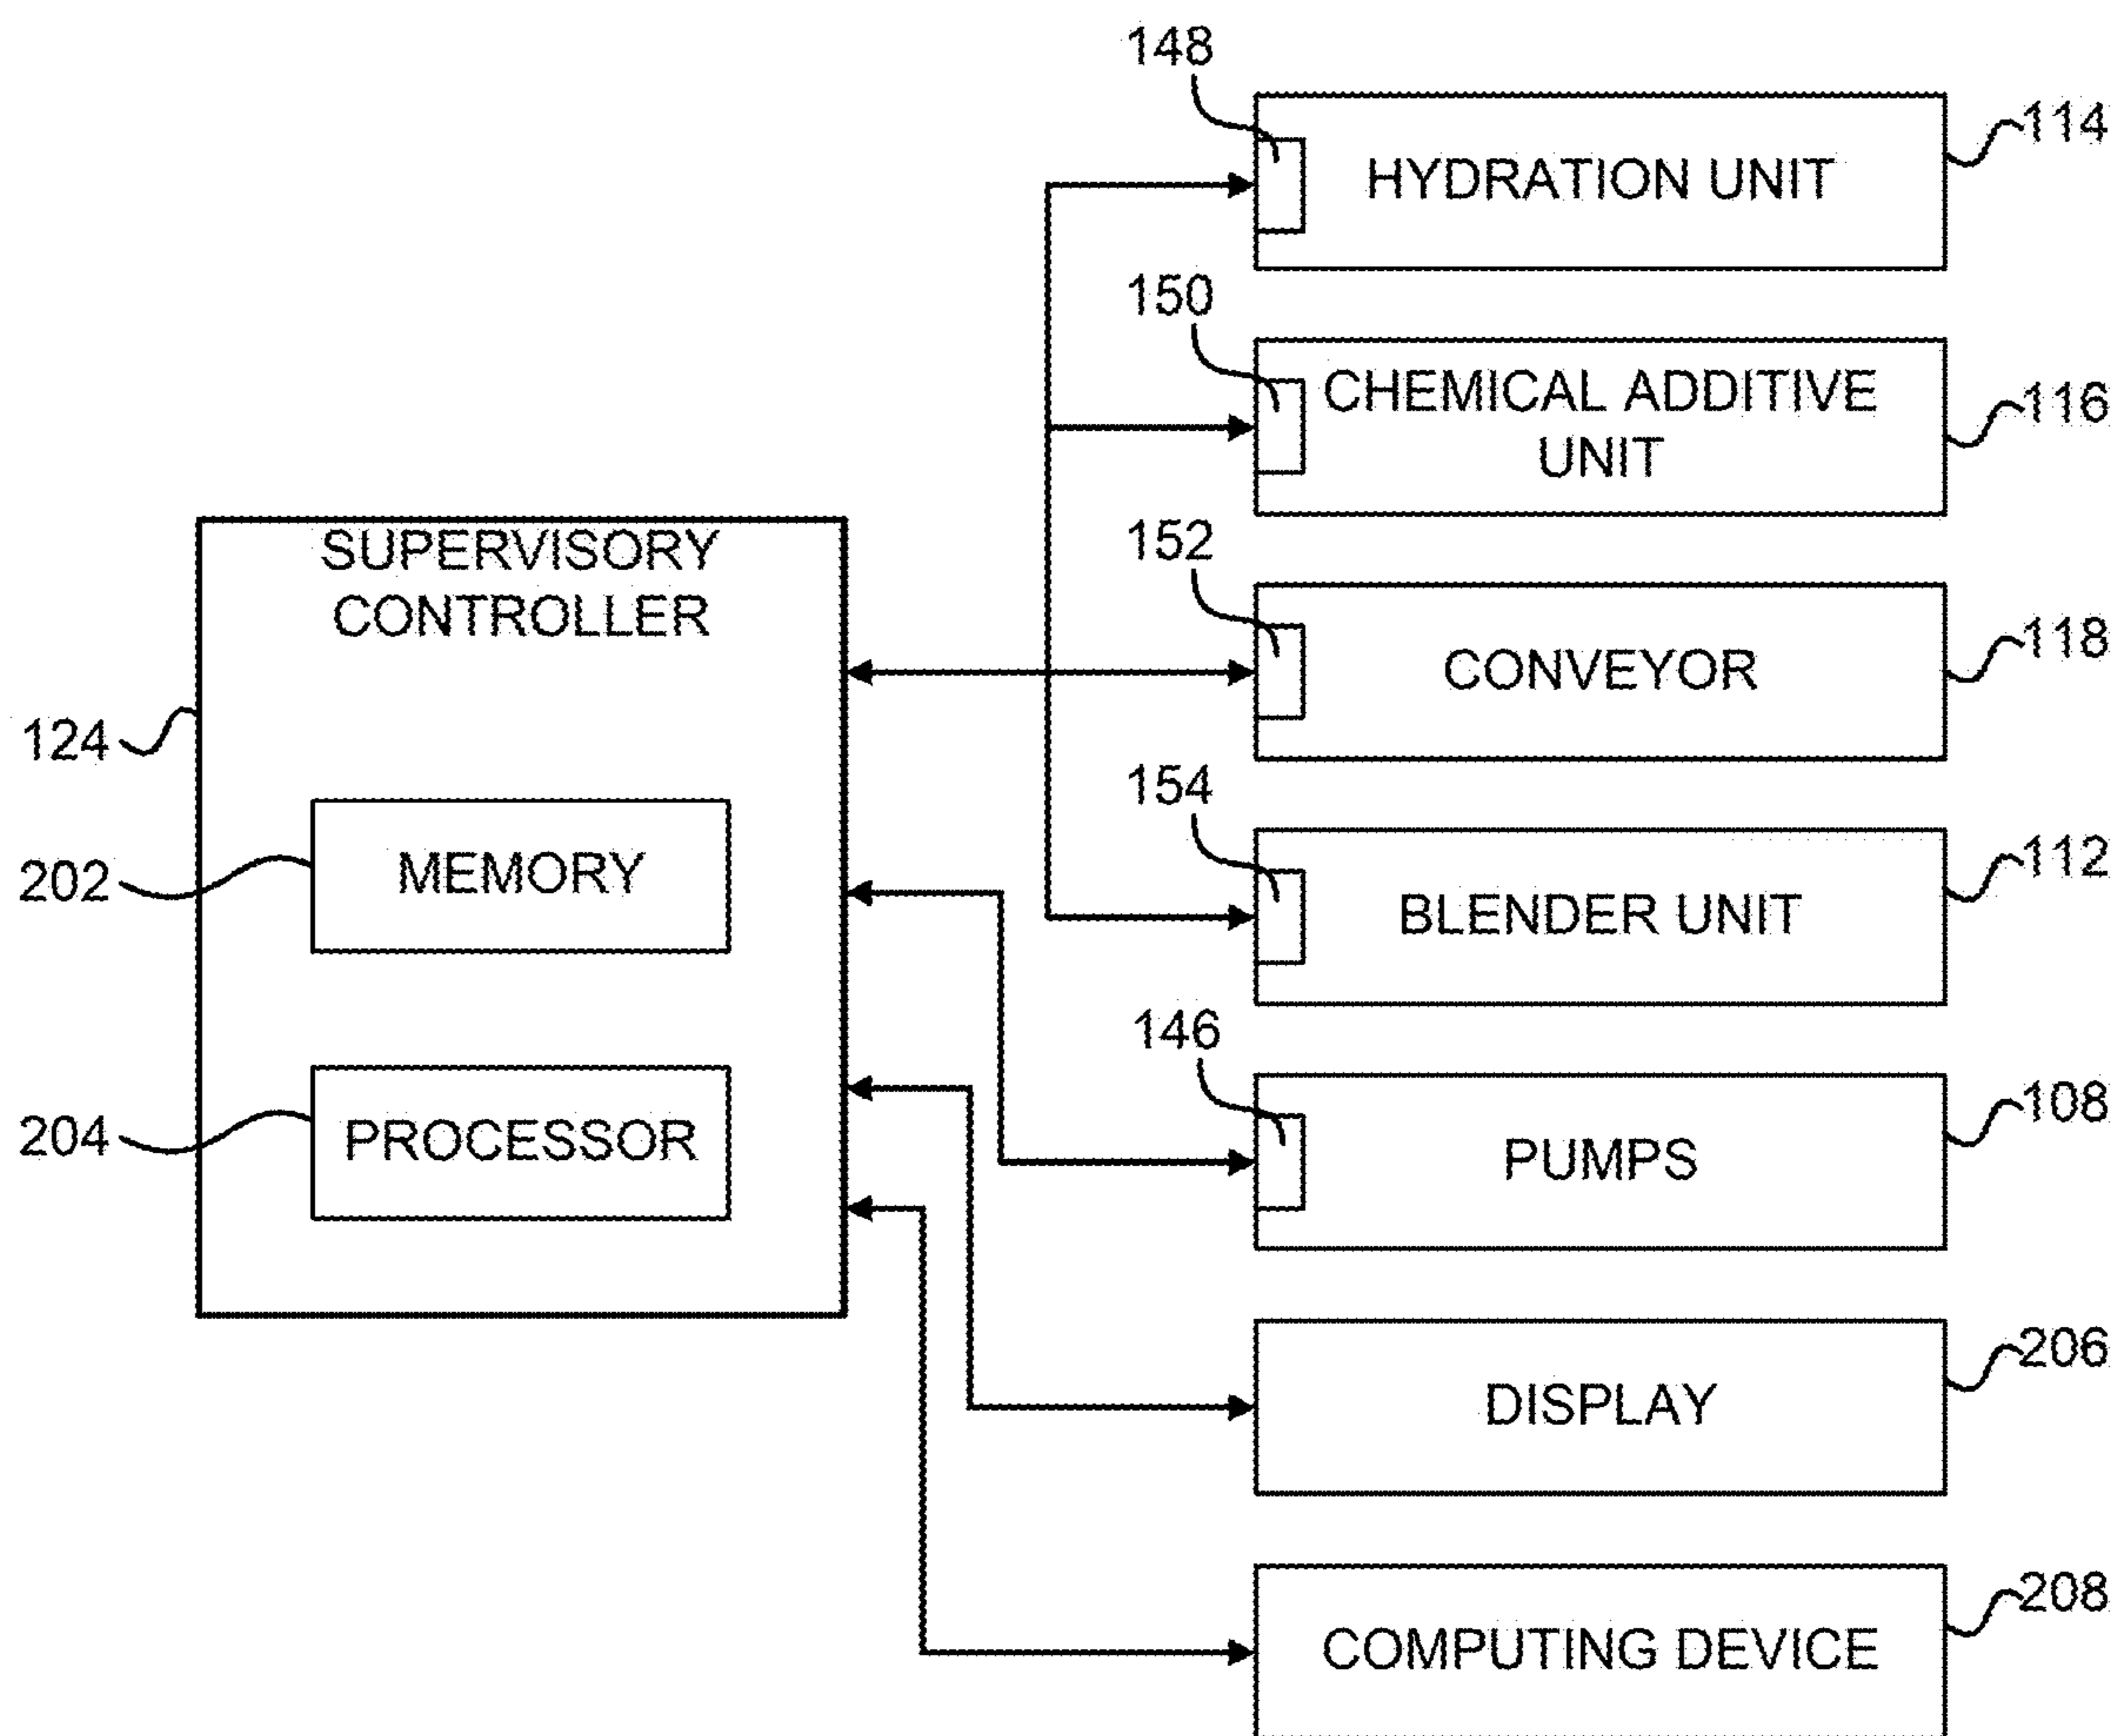 148
HYDRATION UNIT
114
150
CHEMICAL ADDITIVE
UNIT
116
SUPERVISORY
CONTROLLER
152
CONVEYOR
118
124
154
MEMORY
202
BLENDER UNIT
112
146
PROCESSOR
204
PUMPS
108
DISPLAY
206
COMPUTING DEVICE
208